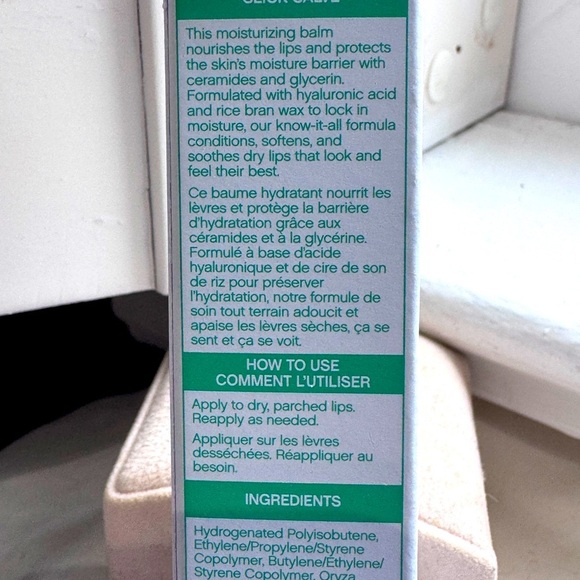 SLICK SALVE
This moisturizing balm
nourishes the lips and protects
the skin's moisture barrier with
ceramides and glycerin.
Formulated with hyaluronic acid
and rice bran wax to lock in
moisture, our know-it-all formula
conditions, softens, and
soothes dry lips that look and
feel their best.
Ce baume hydratant nourrit les
lèvres et protège la barrière
d'hydratation grâce aux
céramides et à la glycérine.
Formulé à base d'acide
hyaluronique et de cire de son
de riz pour préserver
l'hydratation, notre formule de
soin tout terrain adoucit et
apaise les lèvres sèches, ça se
sent et ça se voit.
HOW TO USE
COMMENT L'UTILISER
Apply to dry, parched lips.
Reapply as needed.
Appliquer sur les lèvres
desséchées. Réappliquer au
besoin.
INGREDIENTS
Hydrogenated Polyisobutene,
Ethylene/Propylene/Styrene
Copolymer, Butylene/Ethylene/
Styrene Copolymer, Oryza